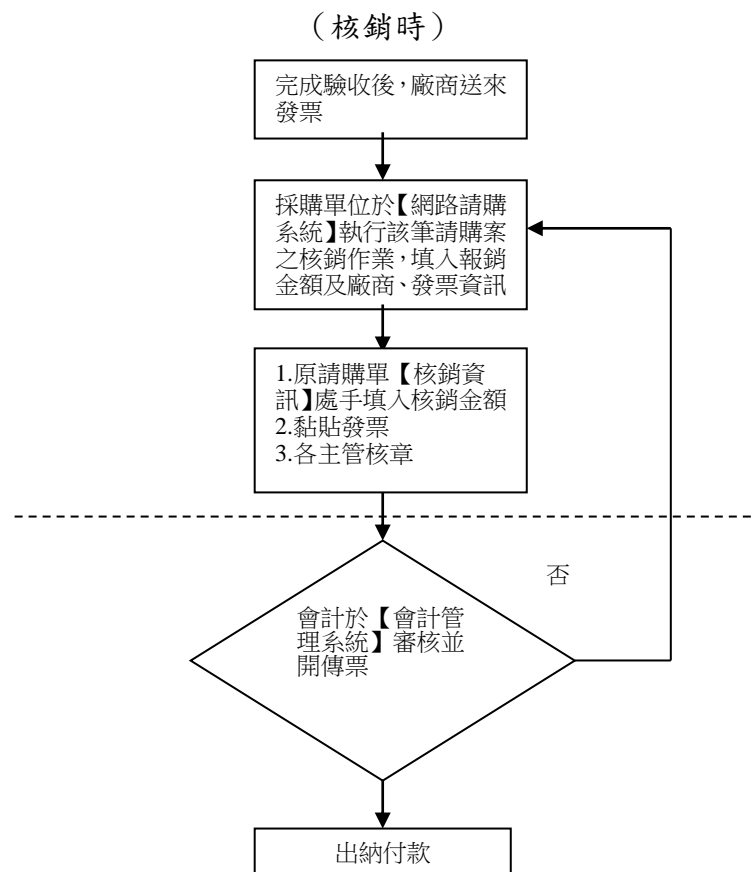 （核銷時）
完成驗收後，廠商送來
發票
採購單位於【網路請購
系統】執行該筆請購案
之核銷作業，填入報銷
金額及廠商、發票資訊
1.原請購單【核銷資
訊】處手填入核銷金額
2.黏貼發票
3.各主管核章
否
會計於【會計管
理系統】審核並
開傳票
出納付款